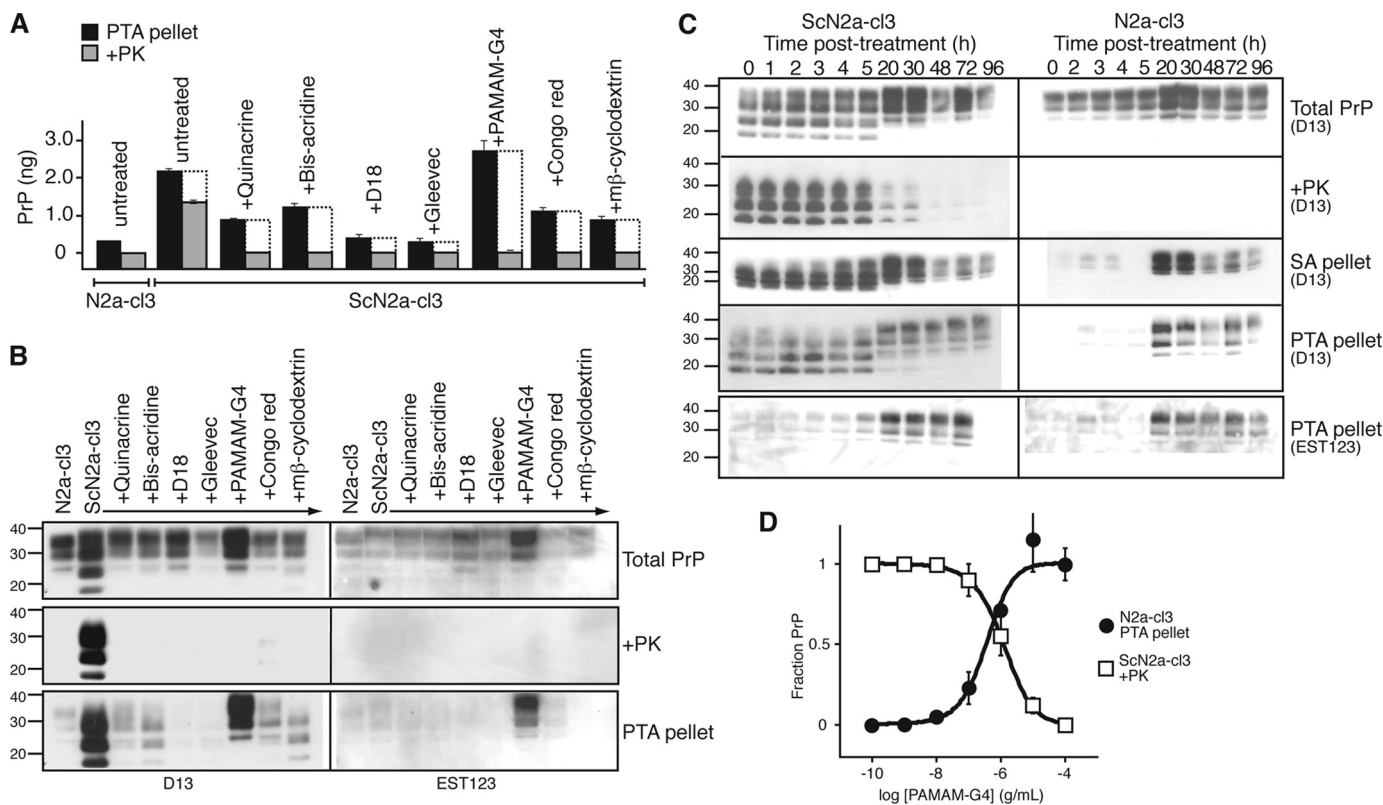 A
PTA pellet
+PK
PrP (ng)
3.0
2.0
1.0
0
untreated
untreated
+Quinacrine
+Bis-acridine
+D18
+Gleevec
+PAMAM-G4
+Congo red
+mβ-cyclodextrin
N2a-cl3
ScN2a-cl3
B
N2a-cl3
ScN2a-cl3
+Quinacrine
+Bis-acridine
+D18
+Gleevec
+PAMAM-G4
+Congo red
+mβ-cyclodextrin
N2a-cl3
ScN2a-cl3
+Quinacrine
+Bis-acridine
+D18
+Gleevec
+PAMAM-G4
+Congo red
+mβ-cyclodextrin
40
30
20
Total PrP
40
30
20
+PK
40
30
20
PTA pellet
D13
EST123
C
ScN2a-cl3
Time post-treatment (h)
0 1 2 3 4 5 20 30 48 72 96
N2a-cl3
Time post-treatment (h)
0 2 3 4 5 20 30 48 72 96
40
30
20
Total PrP
(D13)
40
30
20
+PK
(D13)
40
30
20
SA pellet
(D13)
40
30
20
PTA pellet
(D13)
40
30
20
PTA pellet
(EST123)
D
Fraction PrP
1
0.5
0
-10 -8 -6 -4
log [PAMAM-G4] (g/mL)
N2a-cl3
PTA pellet
ScN2a-cl3
+PK